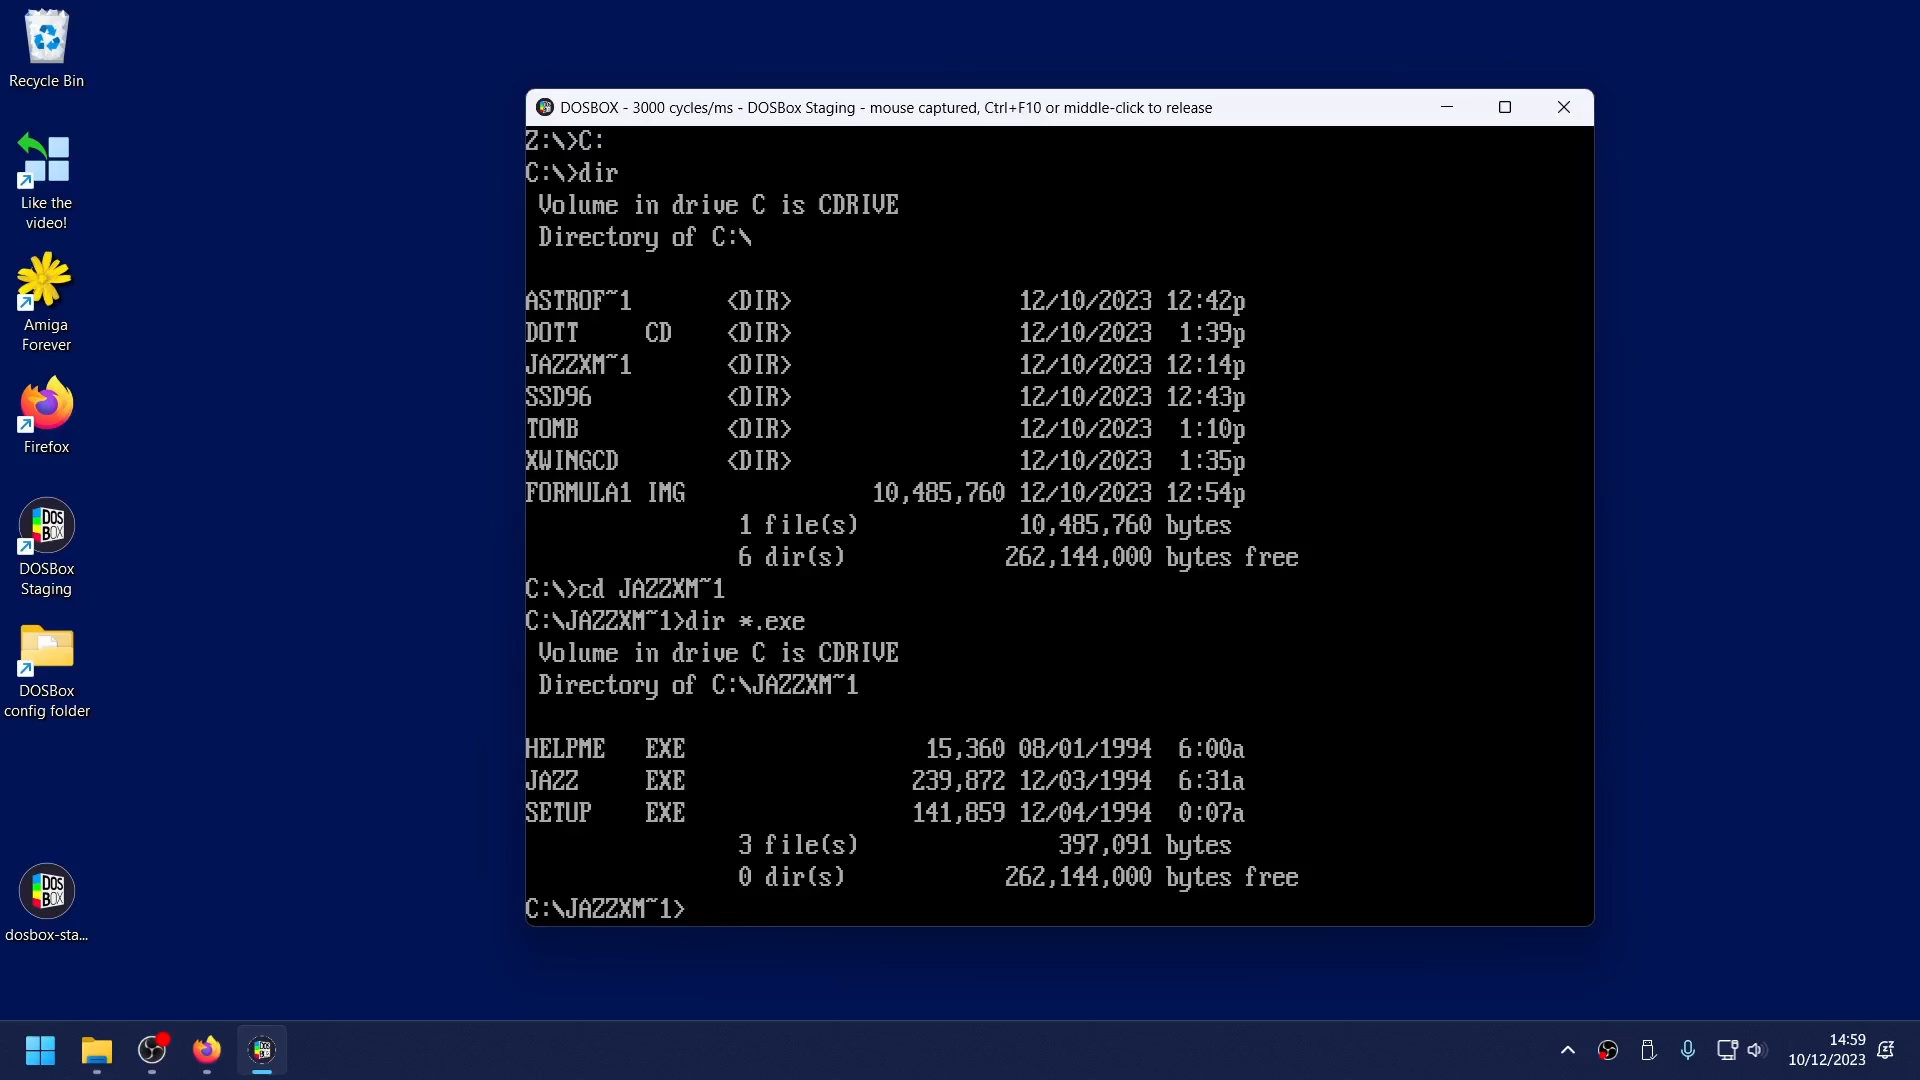 Recycle Bin
Like the
video!
Amiga
Forever
Firefox
DOS
BOX
DOSBox
Staging
DOSBox
config folder
DOS
BOX
dosbox-sta...
DOSBOX - 3000 cycles/ms - DOSBox Staging - mouse captured, Ctrl+F10 or middle-click to release
Z:\>C:
C:\>dir
Volume in drive C is CDRIVE
Directory of C:\
ASTROF~1 <DIR> 12/10/2023 12:42p
DOTT CD <DIR> 12/10/2023 1:39p
JAZZXM~1 <DIR> 12/10/2023 12:14p
SSD96 <DIR> 12/10/2023 12:43p
TOMB <DIR> 12/10/2023 1:10p
XWINGCD <DIR> 12/10/2023 1:35p
FORMULA1 IMG 10,485,760 12/10/2023 12:54p
1 file(s) 10,485,760 bytes
6 dir(s) 262,144,000 bytes free
C:\>cd JAZZXM~1
C:\JAZZXM~1>dir *.exe
Volume in drive C is CDRIVE
Directory of C:\JAZZXM~1
HELPME EXE 15,360 08/01/1994 6:00a
JAZZ EXE 239,872 12/03/1994 6:31a
SETUP EXE 141,859 12/04/1994 0:07a
3 file(s) 397,091 bytes
0 dir(s) 262,144,000 bytes free
C:\JAZZXM~1>
14:59
10/12/2023